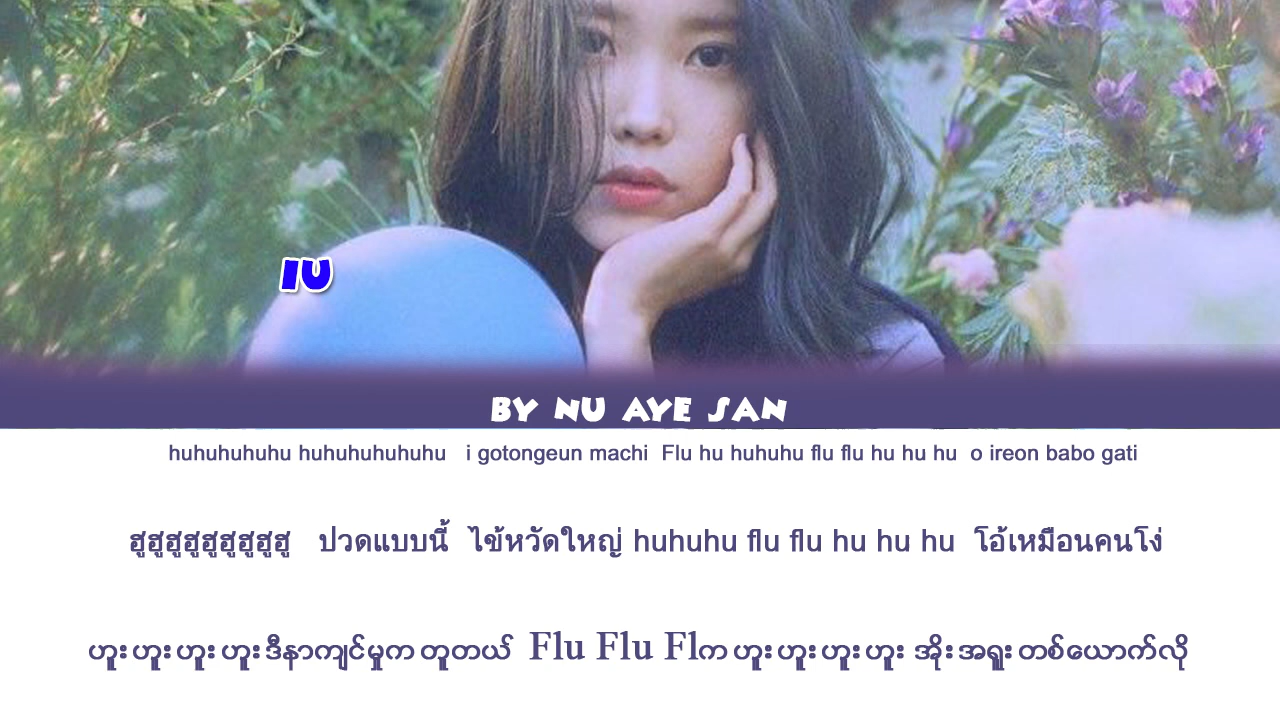 IU
BY NU AYE SAN
huhuhuhuhu huhuhuhuhuhu i gotongeun machi Flu hu huhuhu flu flu hu hu hu o ireon babo gati
ฮูฮูฮูฮูฮูฮูฮูฮูฮู ปวดแบบนี้ ไข้หวัดใหญ่ huhuhu flu flu hu hu hu โอ้เหมือนคนโง่
ဟူး ဟူး ဟူး ဟူး ဒီနာကျင်မှုက တူတယ် Flu Flu Flက ဟူး ဟူး ဟူး ဟူး အိုး အရူး တစ်ယောက်လို